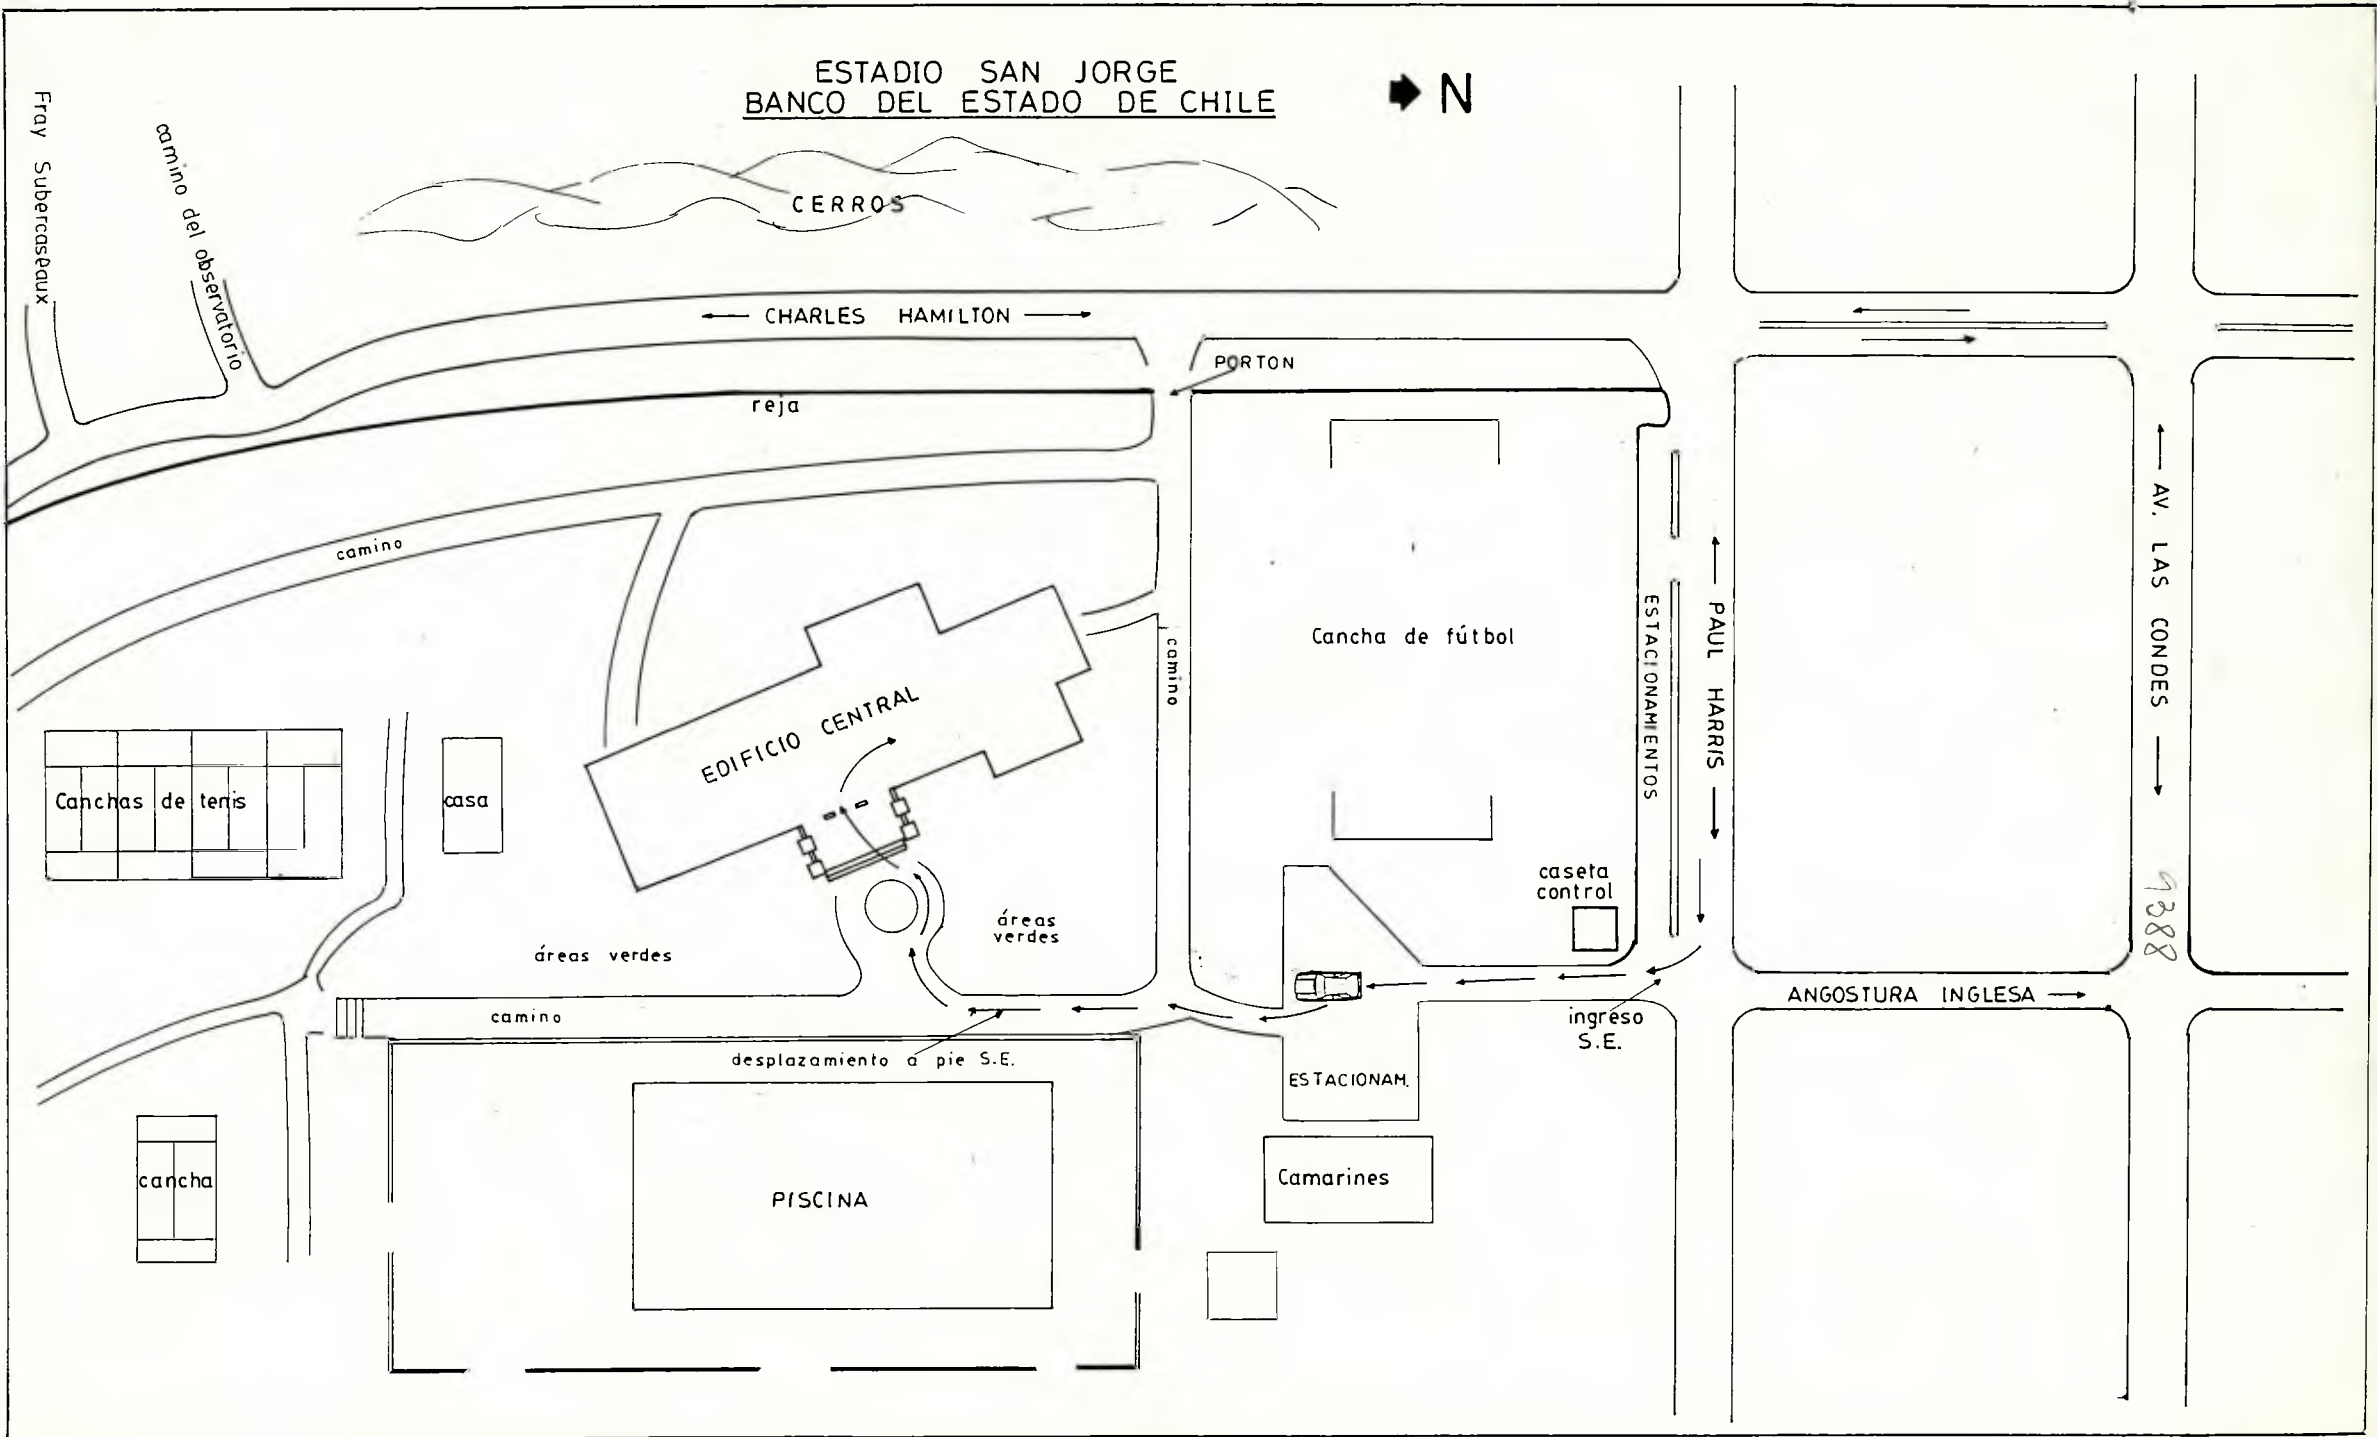 ESTADIO SAN JORGE
BANCO DEL ESTADO DE CHILE
N
Fray Subercaseaux
camino del observatorio
CERROS
CHARLES HAMILTON
PORTON
reja
camino
Cancha de fútbol
ESTACIONAMIENTOS
PAUL HARRIS
AV. LAS CONDES
camino
EDIFICIO CENTRAL
Canchas de tenis
casa
caseta
control
áreas
verdes
áreas verdes
9388
camino
ANGOSTURA INGLESA
ingreso
S.E.
desplazamiento a pie S.E.
ESTACIONAM.
cancha
PISCINA
Camarines